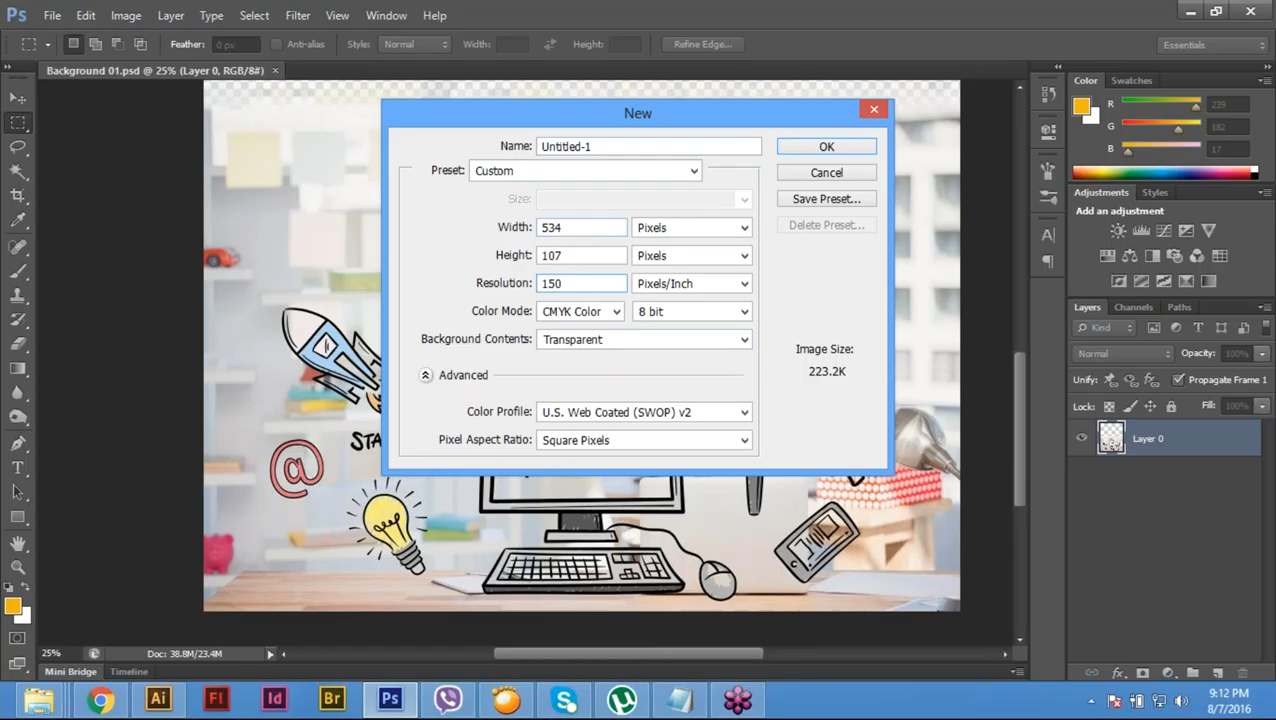 Ps File Edit Image Layer Type Select Filter View Window Help
Feather: 0 px Anti-alias Style: Normal Width: Height: Refine Edge... Essentials
Background 01.psd @ 25% (Layer 0, RGB/8#) ×
New
Name: Untitled-1 OK
Preset: Custom Cancel
Size: Save Preset...
Width: 534 Pixels Delete Preset...
Height: 107 Pixels
Resolution: 150 Pixels/Inch
Color Mode: CMYK Color 8 bit
Background Contents: Transparent
Image Size:
223.2K
Advanced
Color Profile: U.S. Web Coated (SWOP) v2
Pixel Aspect Ratio: Square Pixels
STA
@
Color Swatches
R 239
G 182
B 17
Adjustments Styles
Add an adjustment
Layers Channels Paths
Kind
Normal Opacity: 100%
Unify: Propagate Frame 1
Lock: Fill: 100%
Layer 0
25% Doc: 38.8M/23.4M
Mini Bridge Timeline
Ai Fl Id Br Ps
9:12 PM
8/7/2016